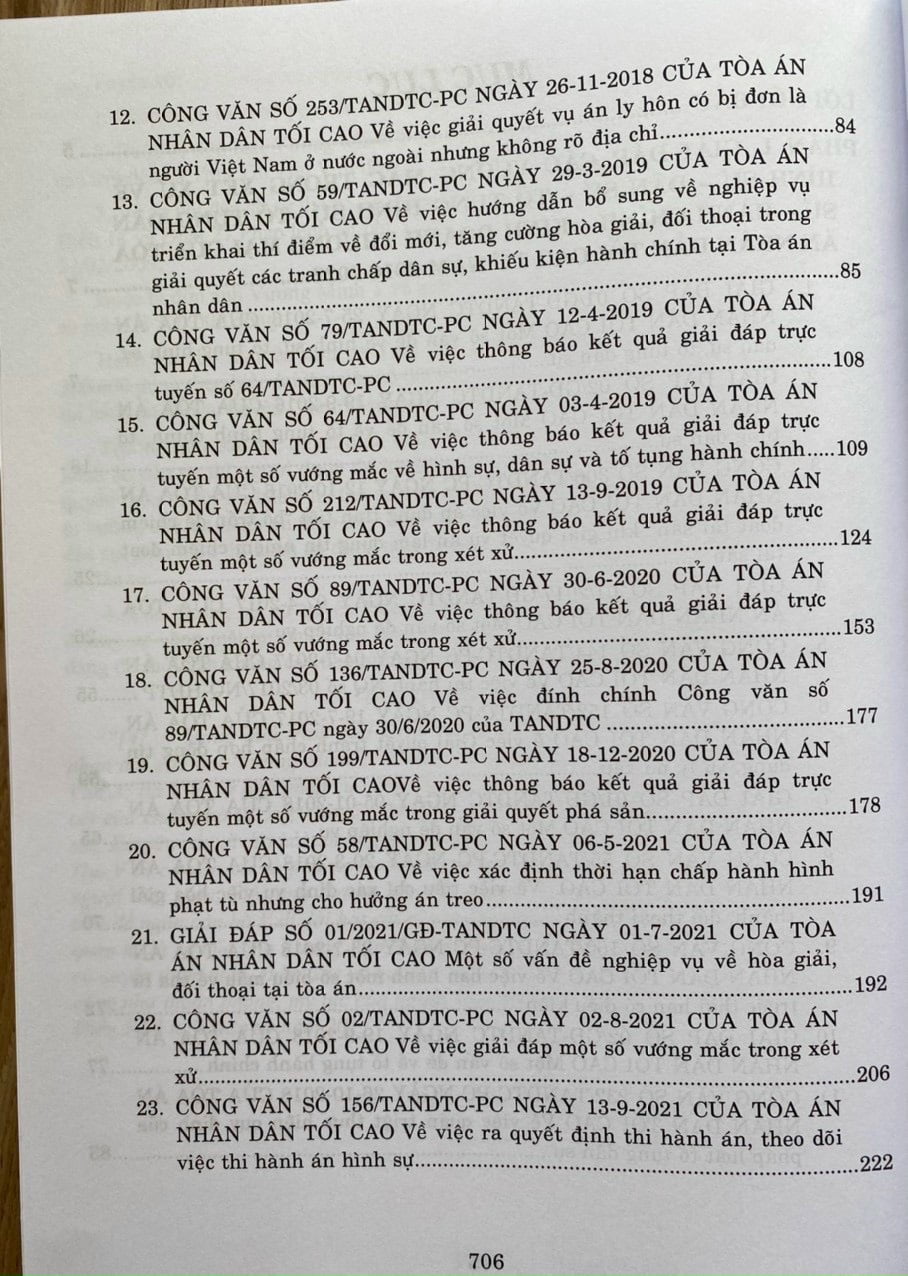 12. CÔNG VĂN SỐ 253/TANDTC-PC NGÀY 26-11-2018 CỦA TÒA ÁN
NHÂN DÂN TỐI CAO Về việc giải quyết vụ án ly hôn có bị đơn là
người Việt Nam ở nước ngoài nhưng không rõ địa chỉ..............................84
13. CÔNG VĂN SỐ 59/TANDTC-PC NGÀY 29-3-2019 CỦA TÒA ÁN
NHÂN DÂN TỐI CAO Về việc hướng dẫn bổ sung về nghiệp vụ
triển khai thí điểm về đổi mới, tăng cường hòa giải, đối thoại trong
giải quyết các tranh chấp dân sự, khiếu kiện hành chính tại Tòa án
nhân dân ..............................85
14. CÔNG VĂN SỐ 79/TANDTC-PC NGÀY 12-4-2019 CỦA TÒA ÁN
NHÂN DÂN TỐI CAO Về việc thông báo kết quả giải đáp trực
tuyến số 64/TANDTC-PC ..............................108
15. CÔNG VĂN SỐ 64/TANDTC-PC NGÀY 03-4-2019 CỦA TÒA ÁN
NHÂN DÂN TỐI CAO Về việc thông báo kết quả giải đáp trực
tuyến một số vướng mắc về hình sự, dân sự và tố tụng hành chính.....109
16. CÔNG VĂN SỐ 212/TANDTC-PC NGÀY 13-9-2019 CỦA TÒA ÁN
NHÂN DÂN TỐI CAO Về việc thông báo kết quả giải đáp trực
tuyến một số vướng mắc trong xét xử..............................124
17. CÔNG VĂN SỐ 89/TANDTC-PC NGÀY 30-6-2020 CỦA TÒA ÁN
NHÂN DÂN TỐI CAO Về việc thông báo kết quả giải đáp trực
tuyến một số vướng mắc trong xét xử..............................153
18. CÔNG VĂN SỐ 136/TANDTC-PC NGÀY 25-8-2020 CỦA TÒA ÁN
NHÂN DÂN TỐI CAO Về việc đính chính Công văn số
89/TANDTC-PC ngày 30/6/2020 của TANDTC ..............................177
19. CÔNG VĂN SỐ 199/TANDTC-PC NGÀY 18-12-2020 CỦA TÒA ÁN
NHÂN DÂN TỐI CAOVề việc thông báo kết quả giải đáp trực
tuyến một số vướng mắc trong giải quyết phá sản..............................178
20. CÔNG VĂN SỐ 58/TANDTC-PC NGÀY 06-5-2021 CỦA TÒA ÁN
NHÂN DÂN TỐI CAO Về việc xác định thời hạn chấp hành hình
phạt tù nhưng cho hưởng án treo..............................191
21. GIẢI ĐÁP SỐ 01/2021/GĐ-TANDTC NGÀY 01-7-2021 CỦA TÒA
ÁN NHÂN DÂN TỐI CAO Một số vấn đề nghiệp vụ về hòa giải,
đối thoại tại tòa án..............................192
22. CÔNG VĂN SỐ 02/TANDTC-PC NGÀY 02-8-2021 CỦA TÒA ÁN
NHÂN DÂN TỐI CAO Về việc giải đáp một số vướng mắc trong xét
xử..............................206
23. CÔNG VĂN SỐ 156/TANDTC-PC NGÀY 13-9-2021 CỦA TÒA ÁN
NHÂN DÂN TỐI CAO Về việc ra quyết định thi hành án, theo dõi
việc thi hành án hình sự..............................222
706